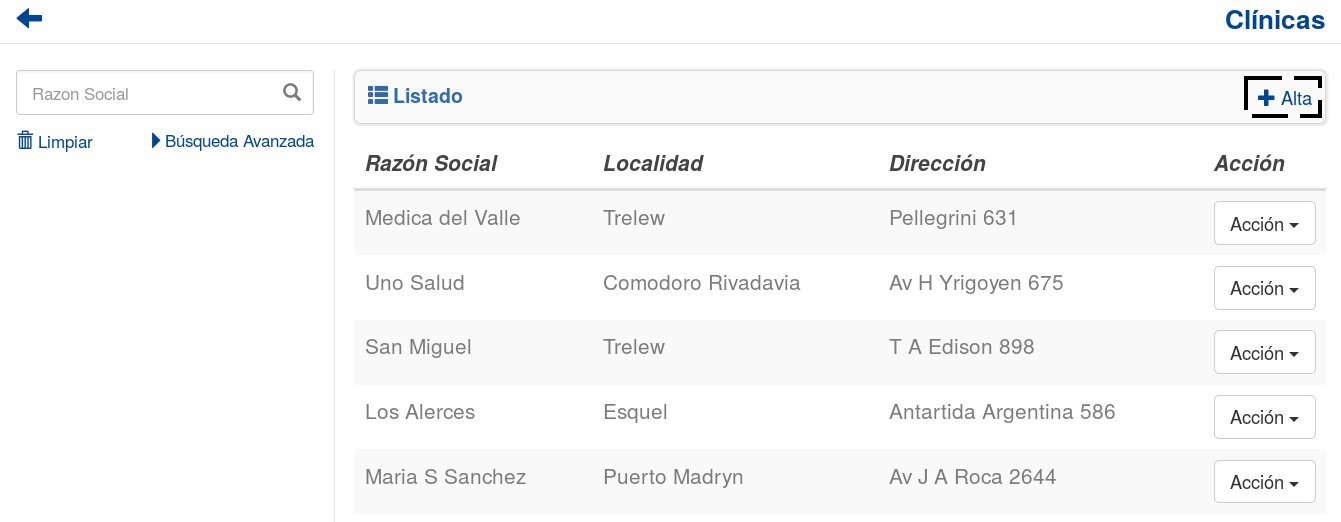 Clínicas
Razon Social
Limpiar Búsqueda Avanzada
Listado Alta
Razón Social Localidad Dirección Acción
Medica del Valle Trelew Pellegrini 631 Acción
Uno Salud Comodoro Rivadavia Av H Yrigoyen 675 Acción
San Miguel Trelew T A Edison 898 Acción
Los Alerces Esquel Antartida Argentina 586 Acción
Maria S Sanchez Puerto Madryn Av J A Roca 2644 Acción